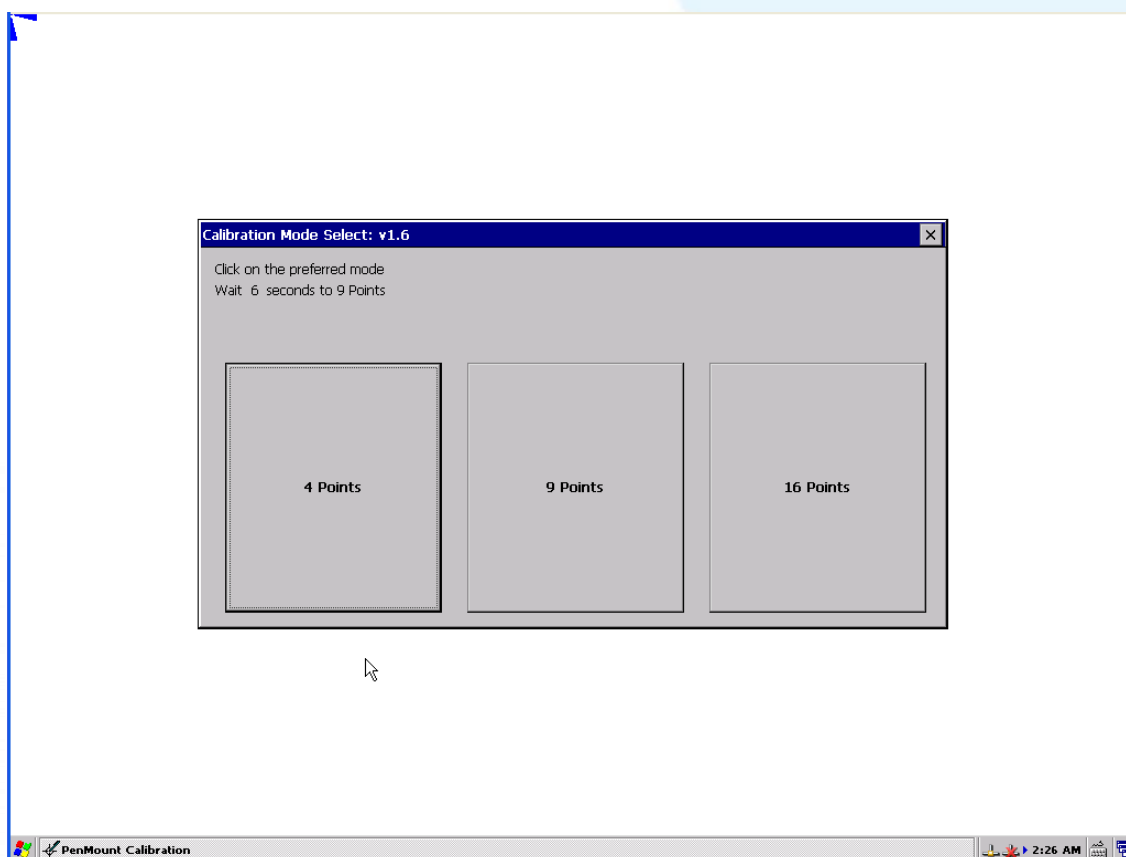 Calibration Mode Select: v1.6
Click on the preferred mode
Wait 6 seconds to 9 Points
4 Points
9 Points
16 Points
PenMount Calibration
2:26 AM